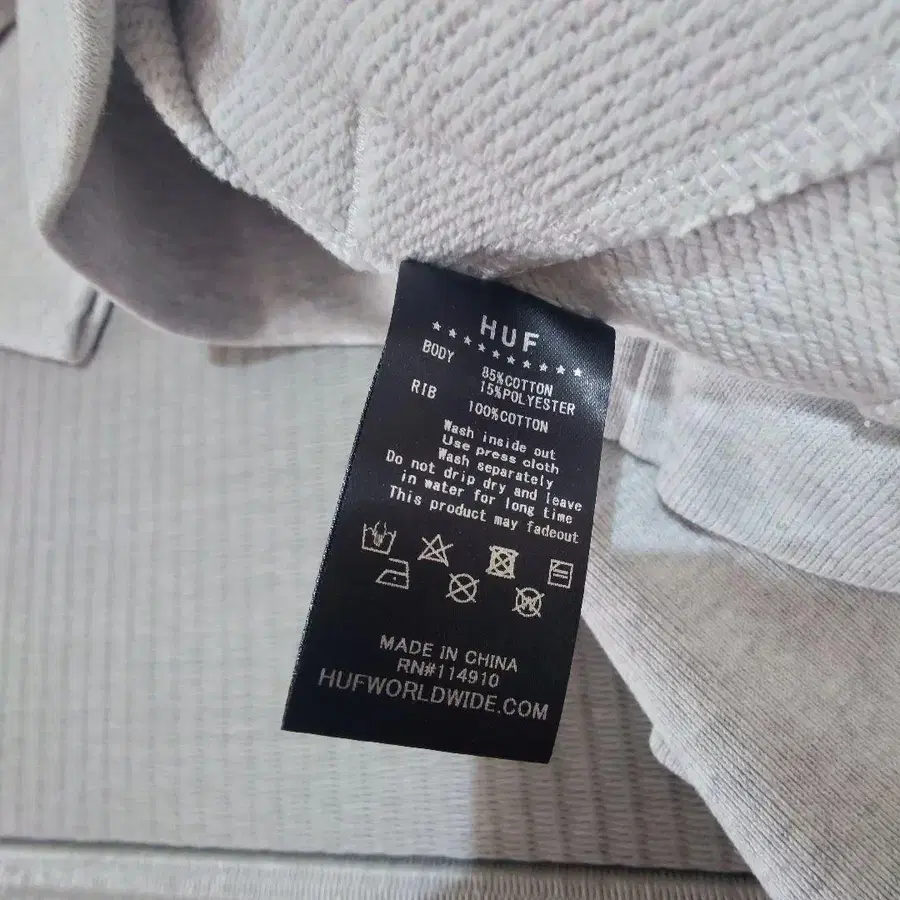 HUF
BODY 85%COTTON
15%POLYESTER
RIB 100%COTTON
Wash inside out
Use press cloth
Wash separately
Do not drip dry and leave
in water for long time
This product may fadeout
MADE IN CHINA
RN#114910
HUFWORLDWIDE.COM